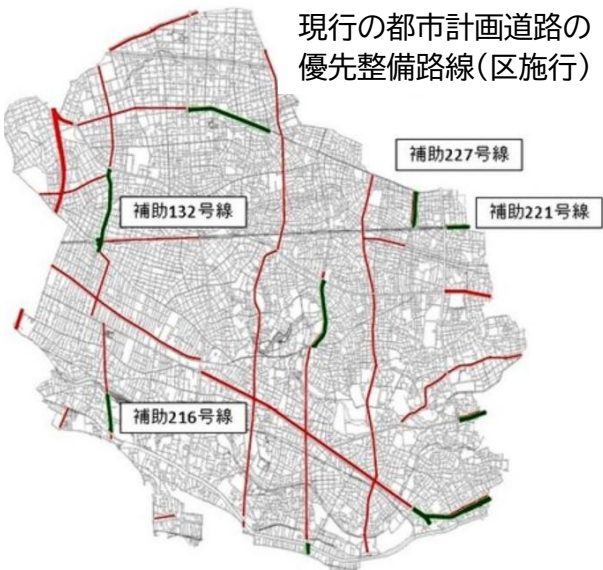 現行の都市計画道路の
優先整備路線(区施行)
補助227号線
補助221号線
補助132号線
補助216号線